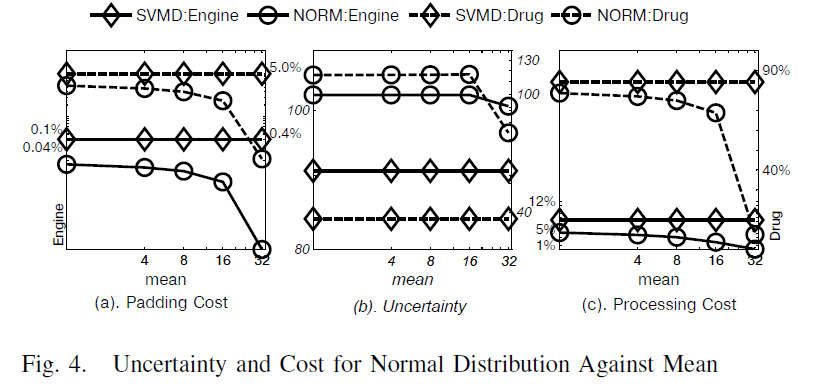 SVMD:Engine NORM:Engine SVMD:Drug NORM:Drug
5.0%
0.1%
0.04%
0.4%
Engine
4 8 16 32
mean
(a). Padding Cost
130
100
100
40
80
4 8 16 32
mean
(b). Uncertainty
90%
40%
12%
5%
1%
Drug
4 8 16 32
mean
(c). Processing Cost
Fig. 4. Uncertainty and Cost for Normal Distribution Against Mean